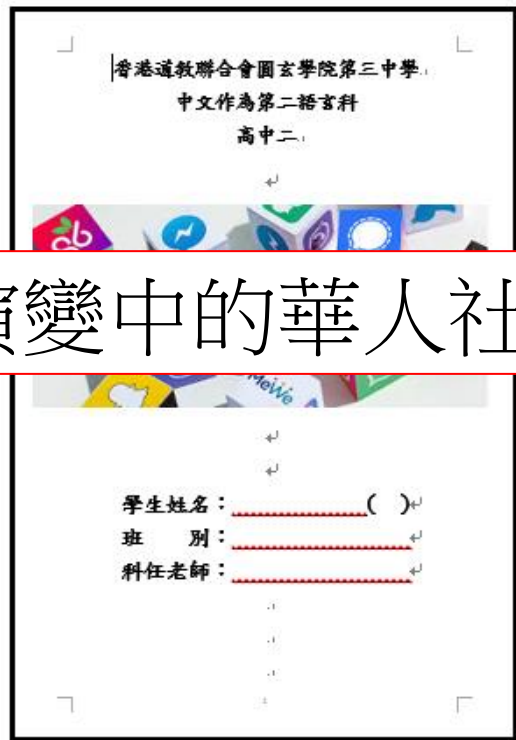 香港道教聯合會圓玄學院第三中學
中文作為第二語言科
高中二
變中的華人社
MeWe
學生姓名：( )
班　　別：
科任老師：